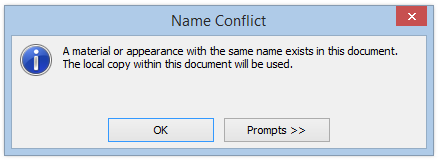 Name Conflict
A material or appearance with the same name exists in this document.
The local copy within this document will be used.
OK
Prompts >>